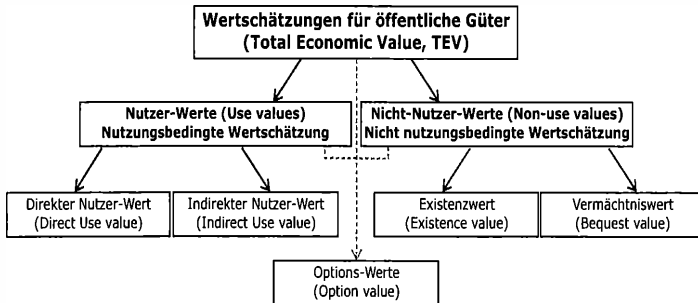 Wertschätzungen für öffentliche Güter
(Total Economic Value, TEV)
Nutzer-Werte (Use values)
Nutzungsbedingte Wertschätzung
Nicht-Nutzer-Werte (Non-use values)
Nicht nutzungsbedingte Wertschätzung
Direkter Nutzer-Wert
(Direct Use value)
Indirekter Nutzer-Wert
(Indirect Use value)
Existenzwert
(Existence value)
Vermächtniswert
(Bequest value)
Options-Werte
(Option value)